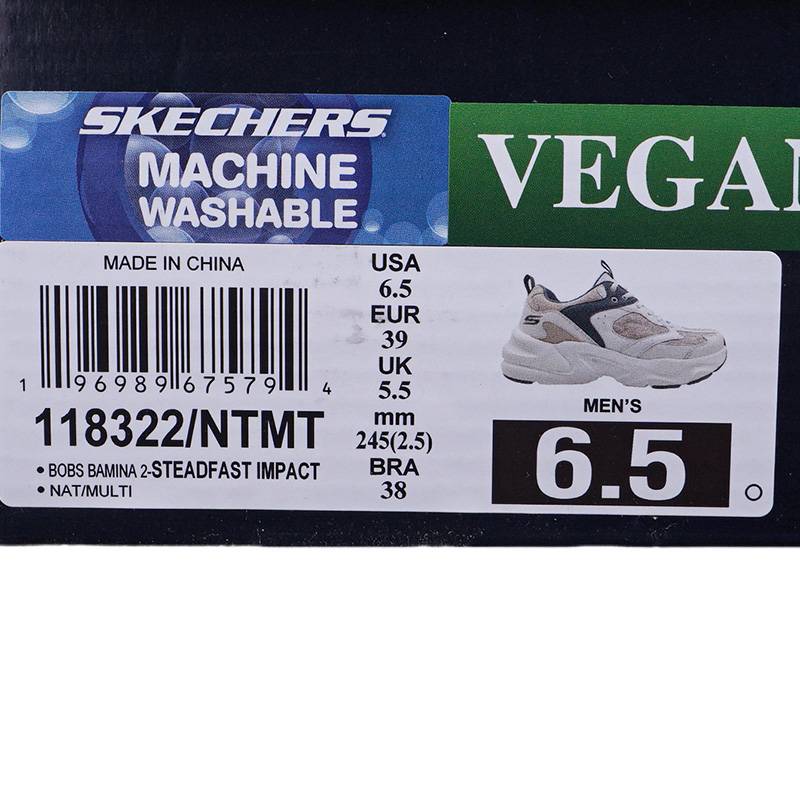 SKECHERS
MACHINE
WASHABLE
VEGAN
MADE IN CHINA
1 96989 67579 4
118322/NTMT
• BOBS BAMINA 2-STEADFAST IMPACT
• NAT/MULTI
USA
6.5
EUR
39
UK
5.5
mm
245(2.5)
BRA
38
S
MEN'S
6.5